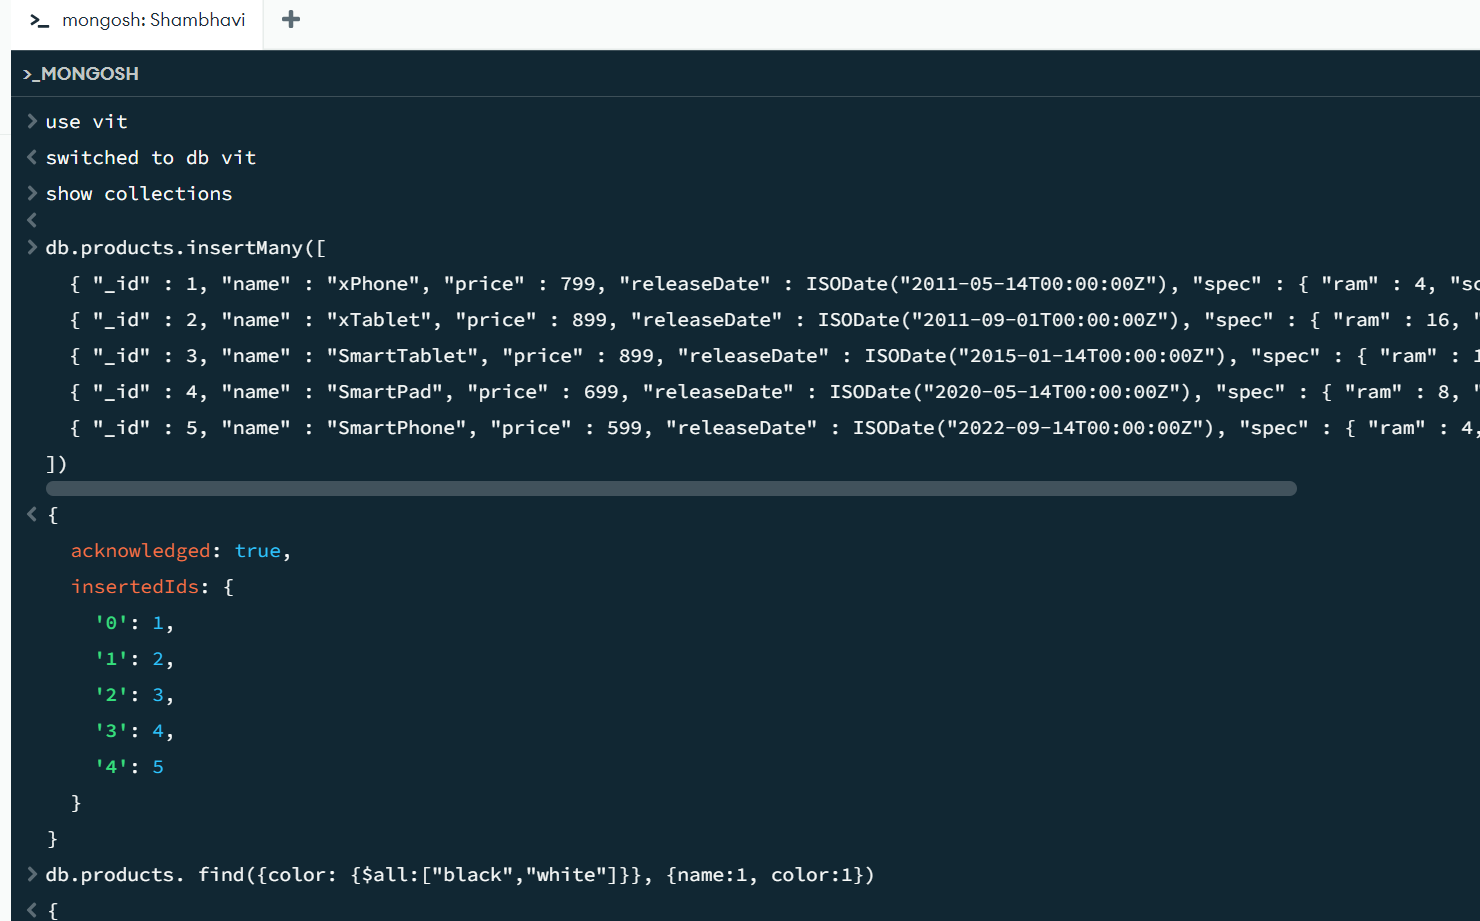 >_ mongosh: Shambhavi +
>_MONGOSH
> use vit
< switched to db vit
> show collections
<
> db.products.insertMany([
{ "_id" : 1, "name" : "xPhone", "price" : 799, "releaseDate" : ISODate("2011-05-14T00:00:00Z"), "spec" : { "ram" : 4, "sc
{ "_id" : 2, "name" : "xTablet", "price" : 899, "releaseDate" : ISODate("2011-09-01T00:00:00Z"), "spec" : { "ram" : 16, "
{ "_id" : 3, "name" : "SmartTablet", "price" : 899, "releaseDate" : ISODate("2015-01-14T00:00:00Z"), "spec" : { "ram" : 1
{ "_id" : 4, "name" : "SmartPad", "price" : 699, "releaseDate" : ISODate("2020-05-14T00:00:00Z"), "spec" : { "ram" : 8, "
{ "_id" : 5, "name" : "SmartPhone", "price" : 599, "releaseDate" : ISODate("2022-09-14T00:00:00Z"), "spec" : { "ram" : 4,
])
< {
acknowledged: true,
insertedIds: {
'0': 1,
'1': 2,
'2': 3,
'3': 4,
'4': 5
}
}
> db.products. find({color: {$all:["black","white"]}}, {name:1, color:1})
< {